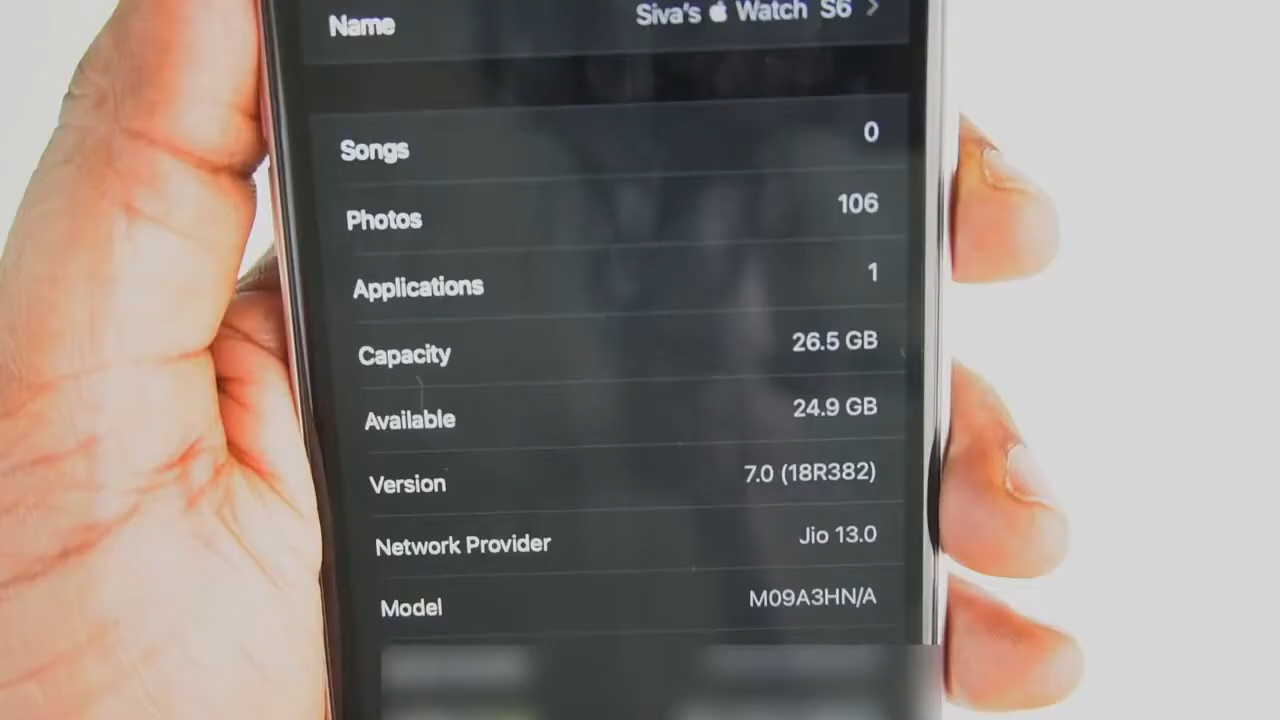 Name Siva's  Watch S6 >
Songs 0
Photos 106
Applications 1
Capacity 26.5 GB
Available 24.9 GB
Version 7.0 (18R382)
Network Provider Jio 13.0
Model M09A3HN/A